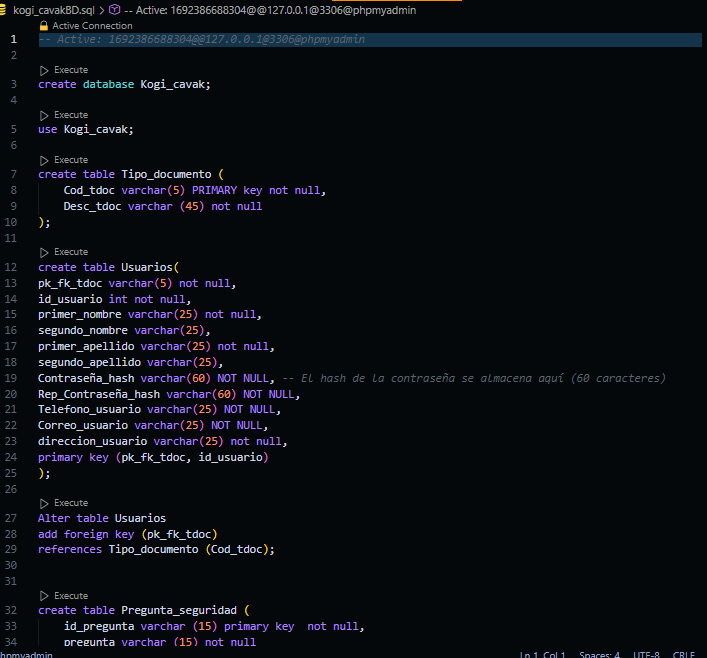 kogi_cavakBD.sql > -- Active: 1692386688304@@127.0.0.1@3306@phpmyadmin
Active Connection
1 -- Active: 1692386688304@@127.0.0.1@3306@phpmyadmin
2
Execute
3 create database Kogi_cavak;
4
Execute
5 use Kogi_cavak;
6
Execute
7 create table Tipo_documento (
8 Cod_tdoc varchar(5) PRIMARY key not null,
9 Desc_tdoc varchar (45) not null
10 );
11
Execute
12 create table Usuarios(
13 pk_fk_tdoc varchar(5) not null,
14 id_usuario int not null,
15 primer_nombre varchar(25) not null,
16 segundo_nombre varchar(25),
17 primer_apellido varchar(25) not null,
18 segundo_apellido varchar(25),
19 Contraseña_hash varchar(60) NOT NULL, -- El hash de la contraseña se almacena aquí (60 caracteres)
20 Rep_Contraseña_hash varchar(60) NOT NULL,
21 Telefono_usuario varchar(25) NOT NULL,
22 Correo_usuario varchar(25) NOT NULL,
23 direccion_usuario varchar(25) not null,
24 primary key (pk_fk_tdoc, id_usuario)
25 );
26
Execute
27 Alter table Usuarios
28 add foreign key (pk_fk_tdoc)
29 references Tipo_documento (Cod_tdoc);
30
31
Execute
32 create table Pregunta_seguridad (
33 id_pregunta varchar (15) primary key  not null,
34 pregunta varchar (15) not null
hpmyadmin Ln 1, Col 1 Spaces: 4 UTF-8 CRLF